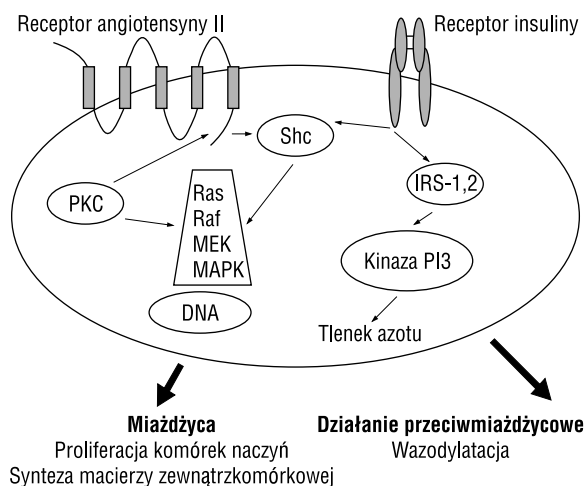 Receptor angiotensyny II
Receptor insuliny
Shc
PKC
IRS-1,2
Ras
Raf
MEK
MAPK
Kinaza PI3
DNA
Tlenek azotu
Miażdżyca
Proliferacja komórek naczyń
Synteza macierzy zewnątrzkomórkowej
Działanie przeciwmiażdżycowe
Wazodylatacja